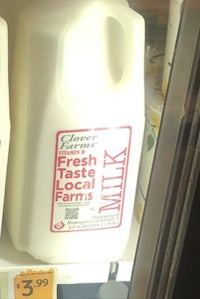 Clover
Farms
VITAMIN D
Fresh
Taste
Local
Farms
MILK
$3.99